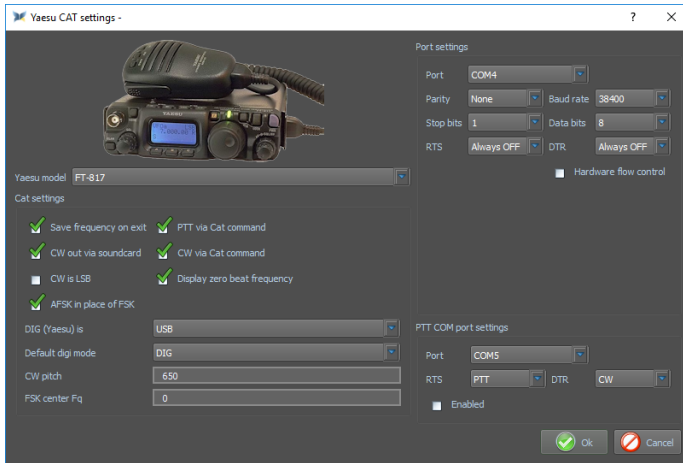 Yaesu CAT settings -
YAESU
Yaesu model FT-817
Cat settings
Save frequency on exit PTT via Cat command
CW out via soundcard CW via Cat command
CW is LSB Display zero beat frequency
AFSK in place of FSK
DIG (Yaesu) is USB
Default digi mode DIG
CW pitch 650
FSK center Fq 0
Port settings
Port COM4
Parity None Baud rate 38400
Stop bits 1 Data bits 8
RTS Always OFF DTR Always OFF
Hardware flow control
PTT COM port settings
Port COM5
RTS PTT DTR CW
Enabled
Ok Cancel